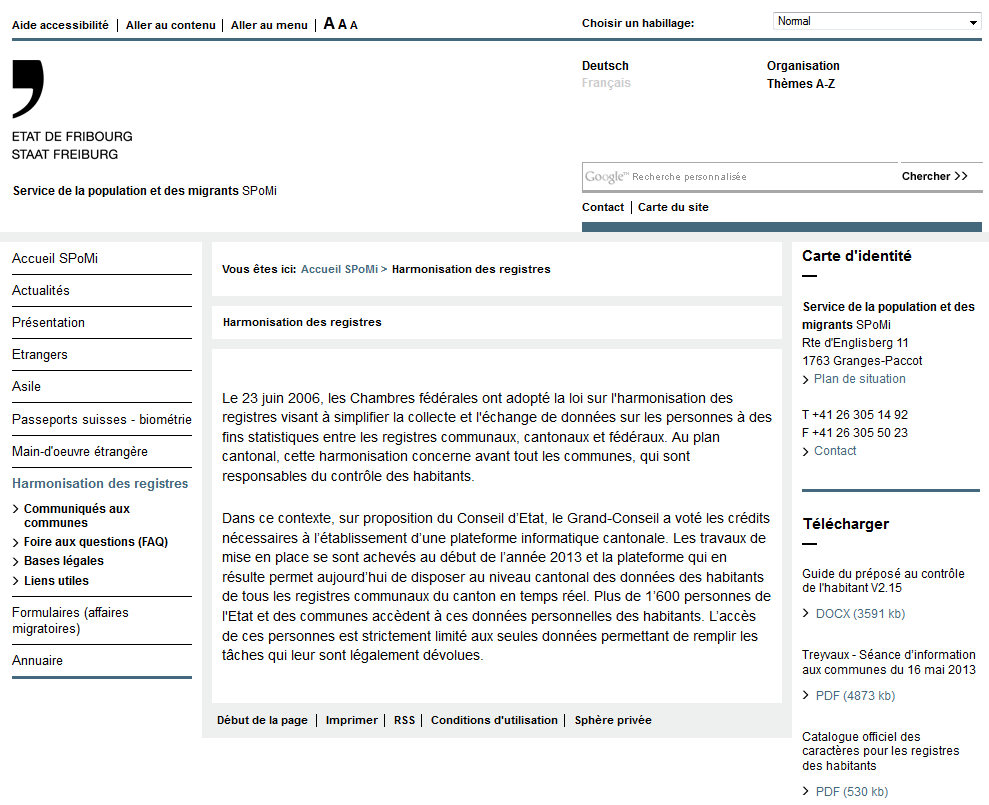 Aide accessibilité | Aller au contenu | Aller au menu | A A A
Choisir un habillage:
Normal
Deutsch
Français
Organisation
Thèmes A-Z
ETAT DE FRIBOURG
STAAT FREIBURG
Service de la population et des migrants SPoMi
Google™ Recherche personnalisée
Chercher >>
Contact | Carte du site
Accueil SPoMi
Actualités
Présentation
Etrangers
Asile
Passeports suisses - biométrie
Main-d'oeuvre étrangère
Harmonisation des registres
> Communiqués aux
communes
> Foire aux questions (FAQ)
> Bases légales
> Liens utiles
Formulaires (affaires
migratoires)
Annuaire
Vous êtes ici: Accueil SPoMi > Harmonisation des registres
Harmonisation des registres
Le 23 juin 2006, les Chambres fédérales ont adopté la loi sur l'harmonisation des
registres visant à simplifier la collecte et l'échange de données sur les personnes à des
fins statistiques entre les registres communaux, cantonaux et fédéraux. Au plan
cantonal, cette harmonisation concerne avant tout les communes, qui sont
responsables du contrôle des habitants.
Dans ce contexte, sur proposition du Conseil d’Etat, le Grand-Conseil a voté les crédits
nécessaires à l’établissement d’une plateforme informatique cantonale. Les travaux de
mise en place se sont achevés au début de l’année 2013 et la plateforme qui en
résulte permet aujourd’hui de disposer au niveau cantonal des données des habitants
de tous les registres communaux du canton en temps réel. Plus de 1’600 personnes de
l'Etat et des communes accèdent à ces données personnelles des habitants. L’accès
de ces personnes est strictement limité aux seules données permettant de remplir les
tâches qui leur sont légalement dévolues.
Début de la page | Imprimer | RSS | Conditions d'utilisation | Sphère privée
Carte d'identité
Service de la population et des
migrants SPoMi
Rte d'Englisberg 11
1763 Granges-Paccot
> Plan de situation
T +41 26 305 14 92
F +41 26 305 50 23
> Contact
Télécharger
Guide du préposé au contrôle
de l'habitant V2.15
> DOCX (3591 kb)
Treyvaux - Séance d’information
aux communes du 16 mai 2013
> PDF (4873 kb)
Catalogue officiel des
caractères pour les registres
des habitants
> PDF (530 kb)